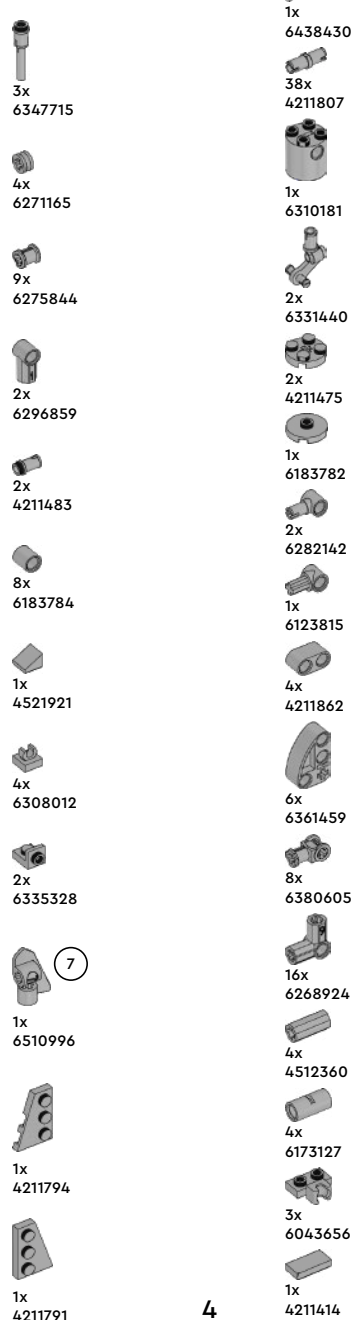 3x
6347715
4x
6271165
9x
6275844
2x
6296859
2x
4211483
8x
6183784
1x
4521921
4x
6308012
2x
6335328
7
1x
6510996
1x
4211794
1x
4211791
1x
6438430
38x
4211807
1x
6310181
2x
6331440
2x
4211475
1x
6183782
2x
6282142
1x
6123815
4x
4211862
6x
6361459
8x
6380605
16x
6268924
4x
4512360
4x
6173127
3x
6043656
1x
4211414
4